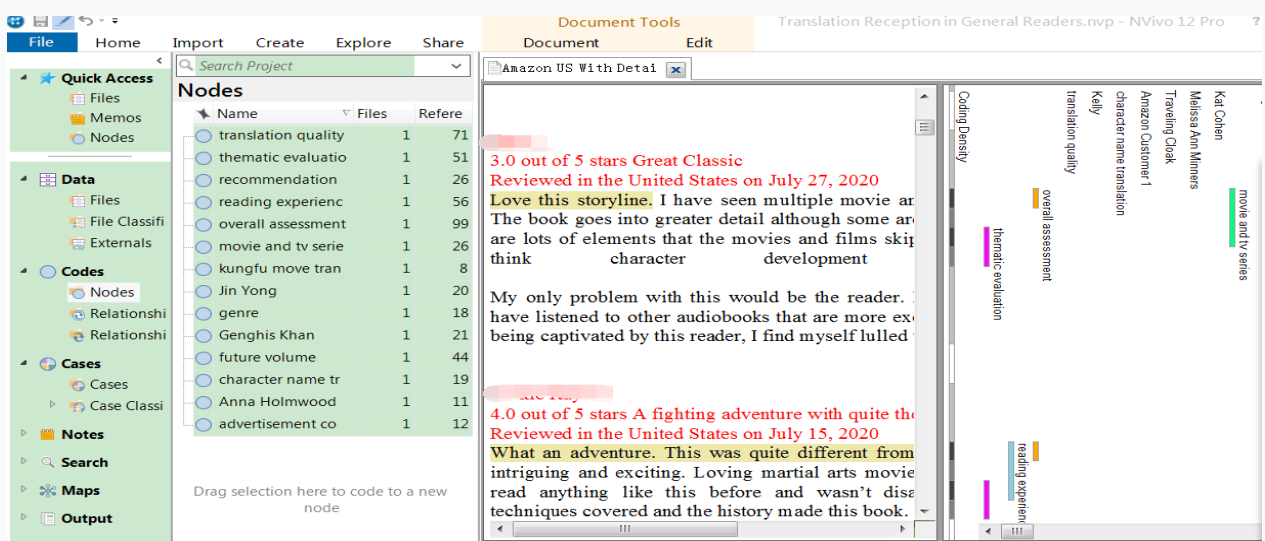 Document Tools
Translation Reception in General Readers.nvp - NVivo 12 Pro
?
File Home Import Create Explore Share Document Edit
Quick Access
Files
Memos
Nodes
Data
Files
File Classifi
Externals
Codes
Nodes
Relationshi
Relationshi
Cases
Cases
Case Classi
Notes
Search
Maps
Output
Search Project
Nodes
Name Files Refere
translation quality 1 71
thematic evaluatio 1 51
recommendation 1 26
reading experienc 1 56
overall assessment 1 99
movie and tv serie 1 26
kungfu move tran 1 8
Jin Yong 1 20
genre 1 18
Genghis Khan 1 21
future volume 1 44
character name tr 1 19
Anna Holmwood 1 11
advertisement co 1 12
Drag selection here to code to a new
node
Amazon US With Detai
3.0 out of 5 stars Great Classic
Reviewed in the United States on July 27, 2020
Love this storyline. I have seen multiple movie an
The book goes into greater detail although some are
are lots of elements that the movies and films skip
think character development
My only problem with this would be the reader.
have listened to other audiobooks that are more exc
being captivated by this reader, I find myself lulled
4.0 out of 5 stars A fighting adventure with quite the
Reviewed in the United States on July 15, 2020
What an adventure. This was quite different from
intriguing and exciting. Loving martial arts movie
read anything like this before and wasn't disa
techniques covered and the history made this book.
Coding Density
translation quality
Kelly
character name translation
Amazon Customer 1
Traveling Cloak
Melissa Ann Minners
Kat Cohen
movie and tv series
overall assessment
thematic evaluation
reading experienc